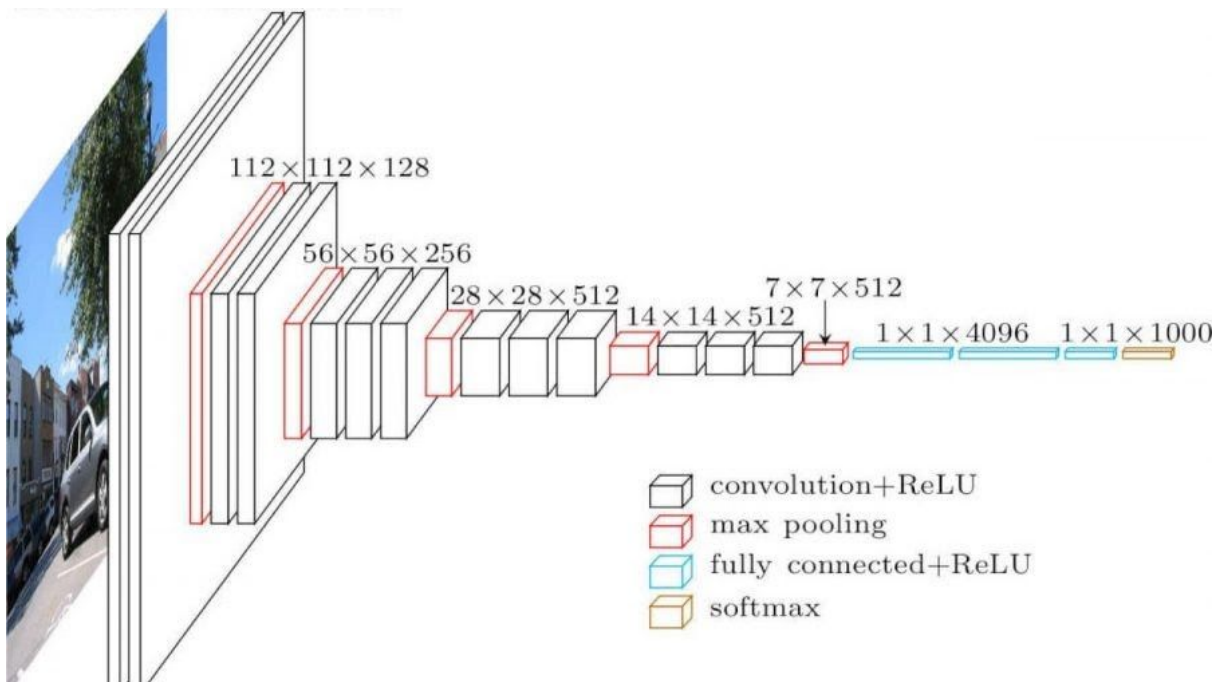 112 × 112 × 128
56 × 56 × 256
28 × 28 × 512
14 × 14 × 512
7 × 7 × 512
1 × 1 × 4096
1 × 1 × 1000
convolution+ReLU
max pooling
fully connected+ReLU
softmax